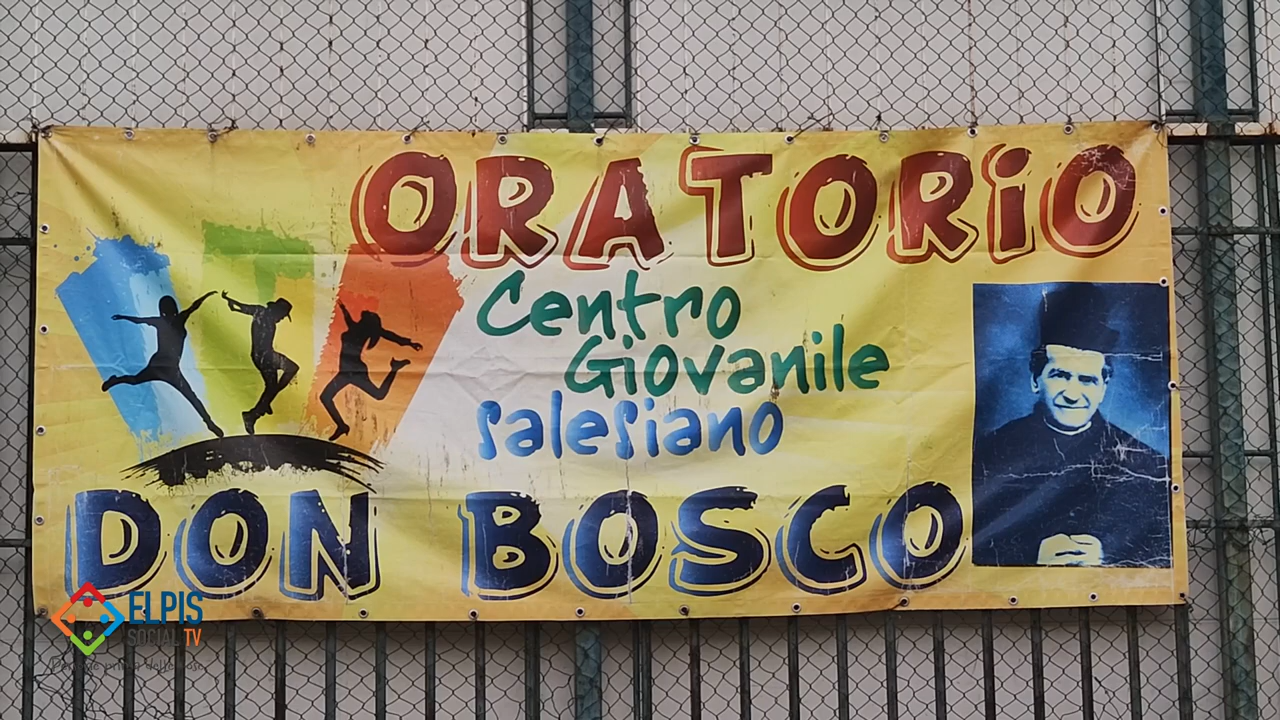 ORATORIO
Centro
Giovanile
Salesiano
DON BOSCO
ELPIS
SOCIAL TV